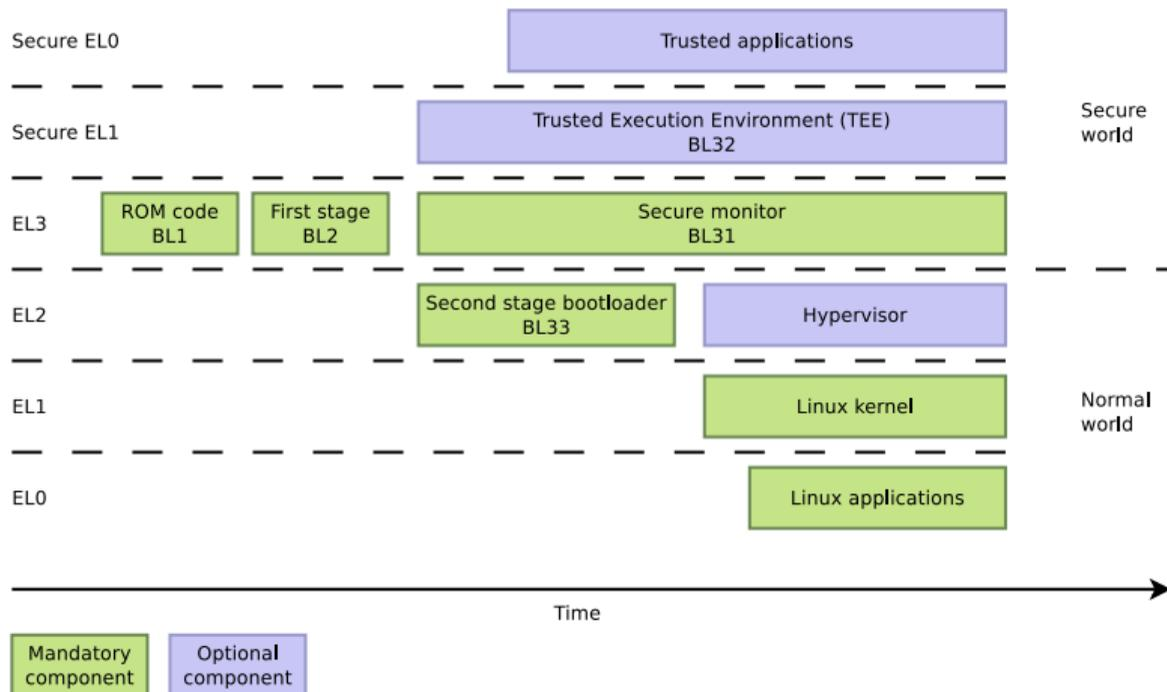 Secure EL0
Trusted applications
Secure EL1
Trusted Execution Environment (TEE)
BL32
Secure
world
EL3
ROM code
BL1
First stage
BL2
Secure monitor
BL31
EL2
Second stage bootloader
BL33
Hypervisor
EL1
Linux kernel
Normal
world
EL0
Linux applications
Time
Mandatory
component
Optional
component